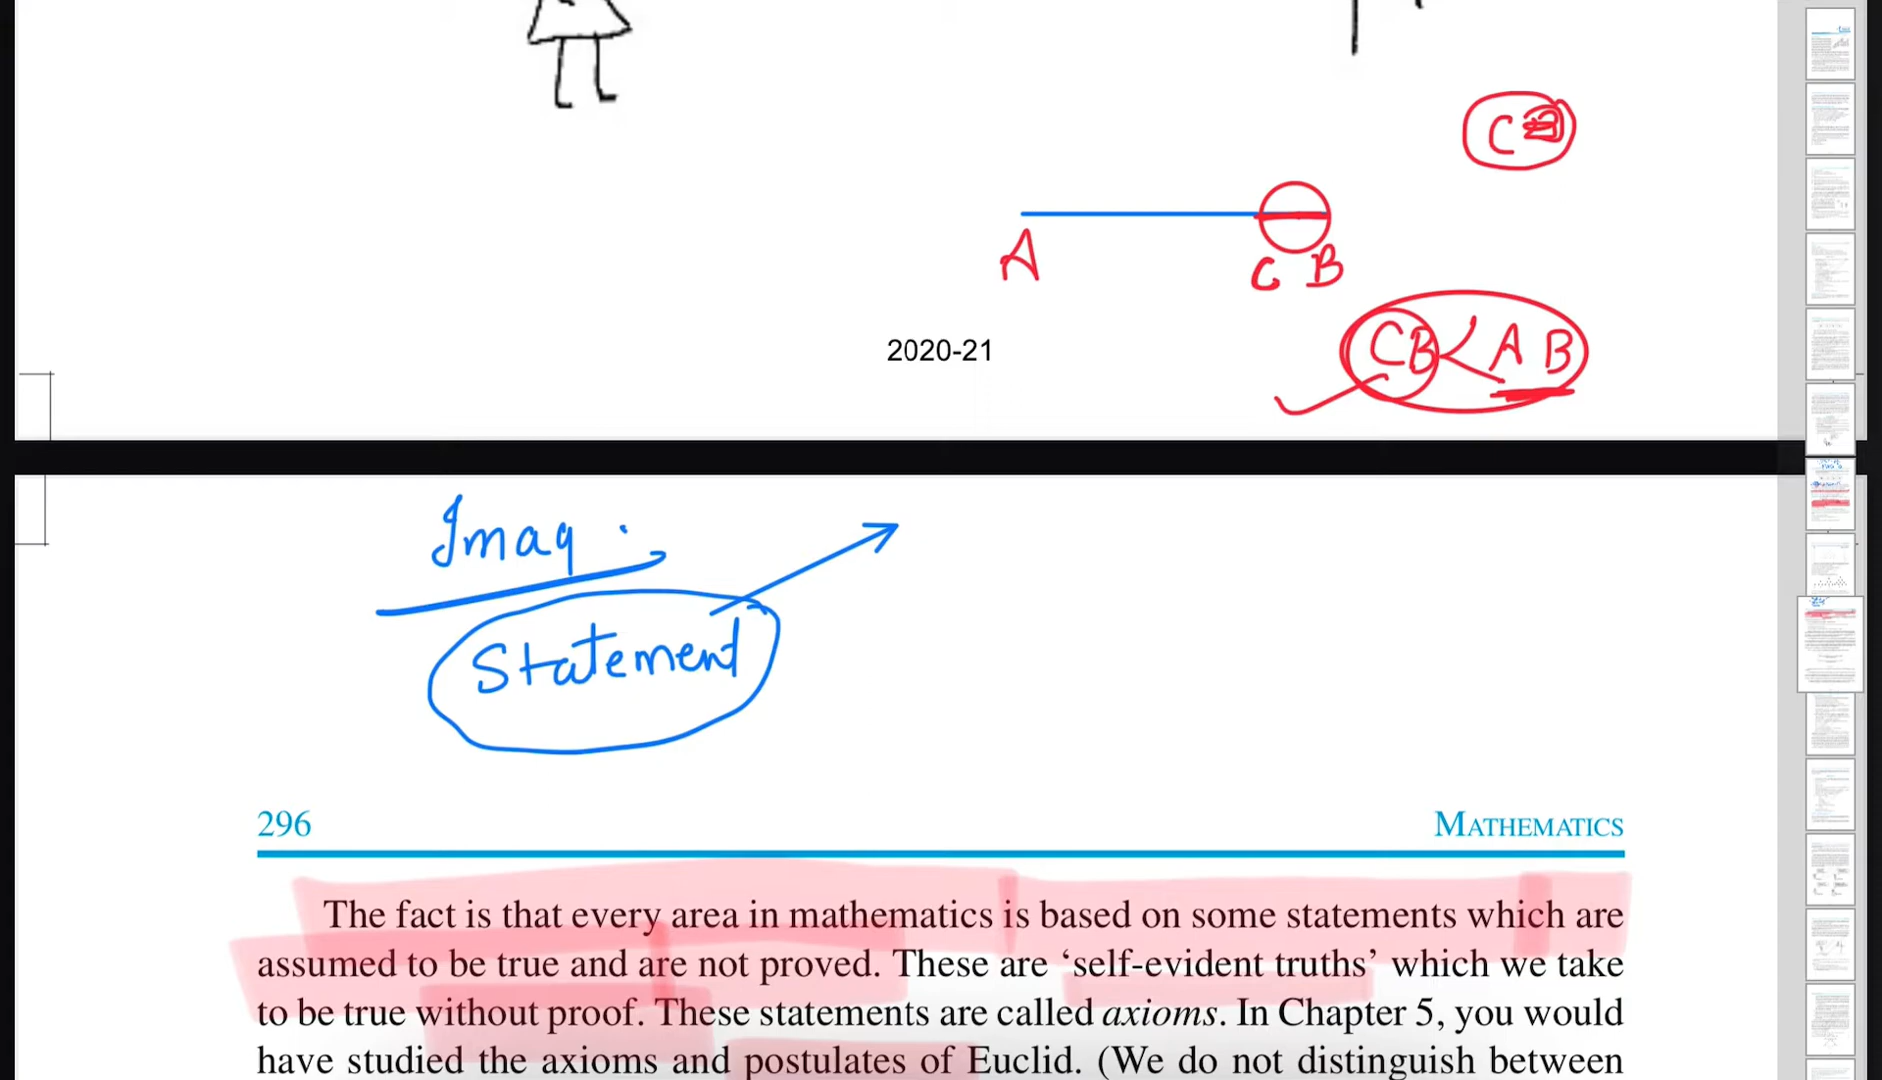 A
C B
2020-21
CB < AB
Imag.
Statement
296
MATHEMATICS
The fact is that every area in mathematics is based on some statements which are
assumed to be true and are not proved. These are ‘self-evident truths’ which we take
to be true without proof. These statements are called axioms. In Chapter 5, you would
have studied the axioms and postulates of Euclid. (We do not distinguish between